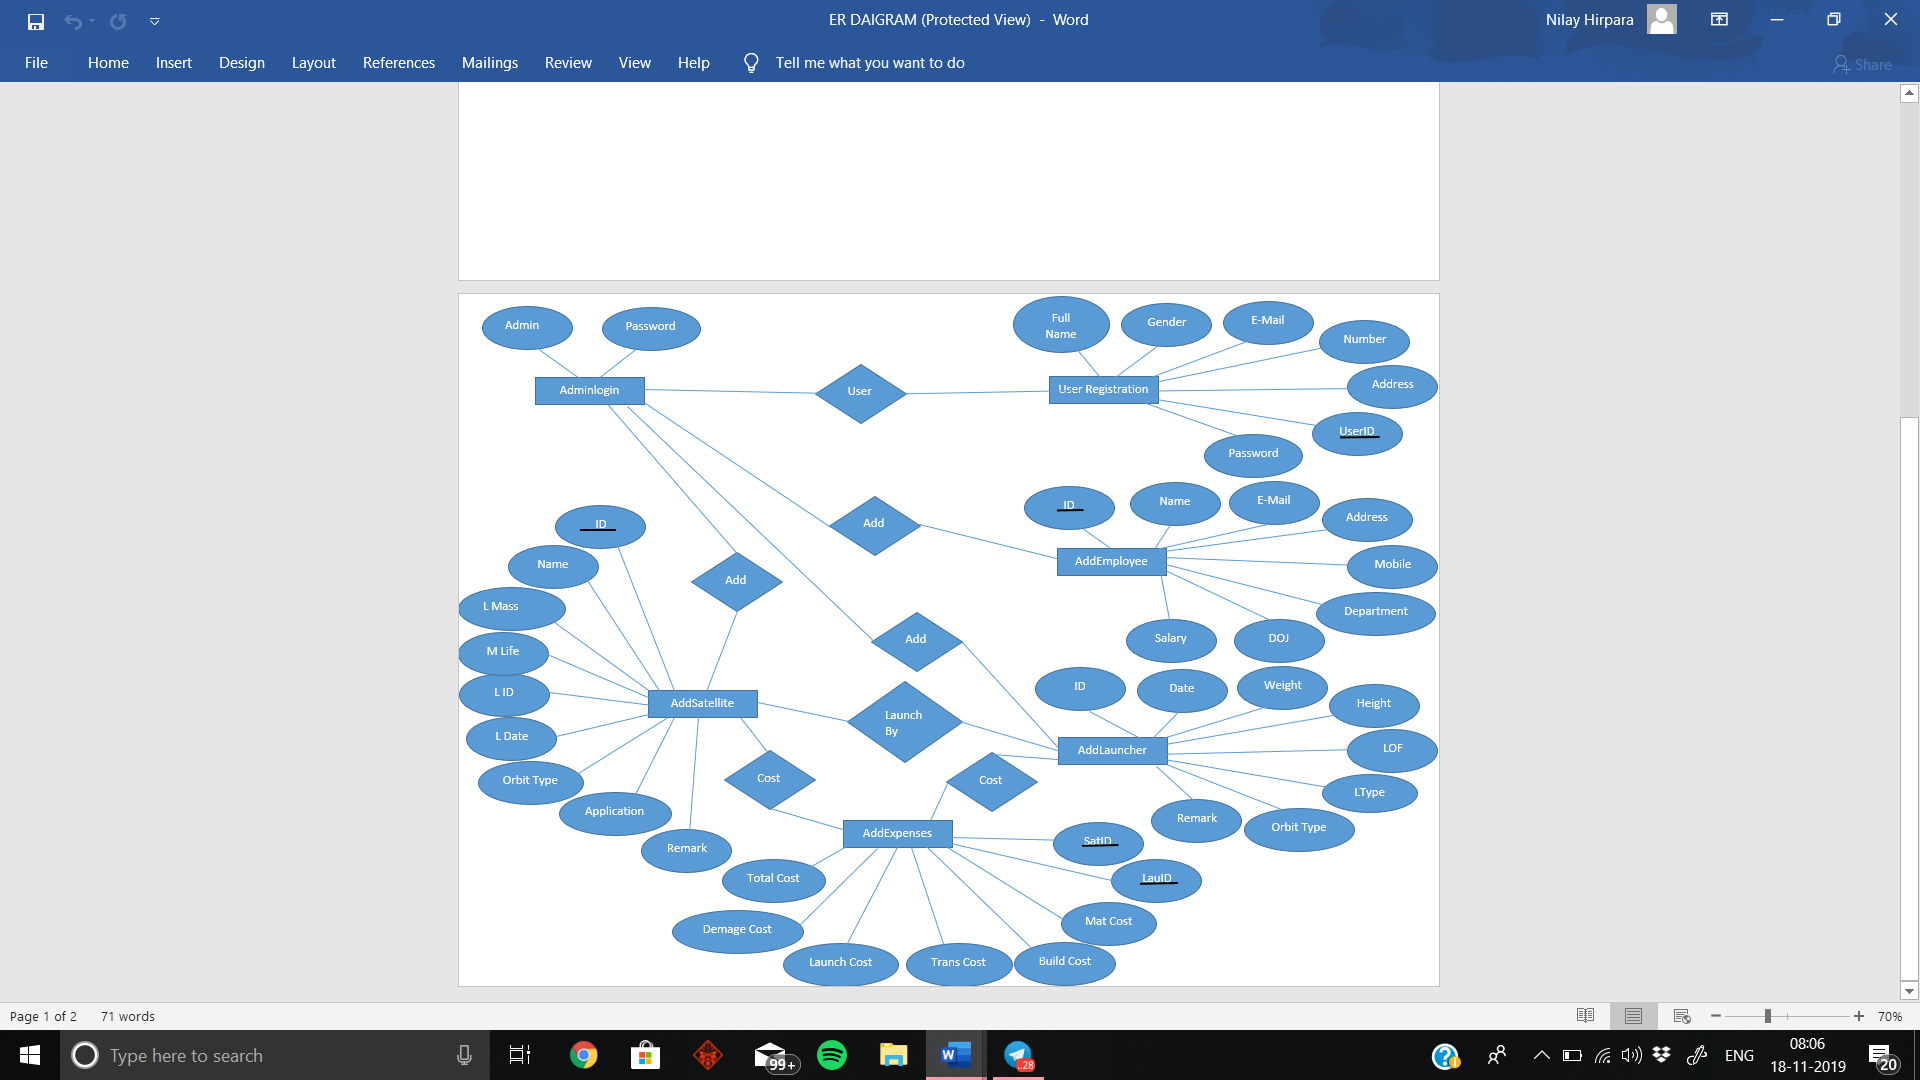 ER DAIGRAM (Protected View) - Word
Nilay Hirpara
File Home Insert Design Layout References Mailings Review View Help Tell me what you want to do
Share
Admin
Password
Full
Name
Gender
E-Mail
Number
Adminlogin
User
User Registration
Address
UserID
Password
ID
Name
E-Mail
Address
Add
AddEmployee
Mobile
Department
Salary
DOJ
ID
Name
Add
L Mass
M Life
L ID
L Date
Orbit Type
Application
Remark
AddSatellite
Add
Launch
By
ID
Date
Weight
Height
AddLauncher
LOF
LType
Orbit Type
Remark
Cost
Cost
AddExpenses
SatID
LauID
Mat Cost
Build Cost
Trans Cost
Launch Cost
Demage Cost
Total Cost
Page 1 of 2 71 words
70%
Type here to search
99+
W
28
ENG
08:06
18-11-2019
20